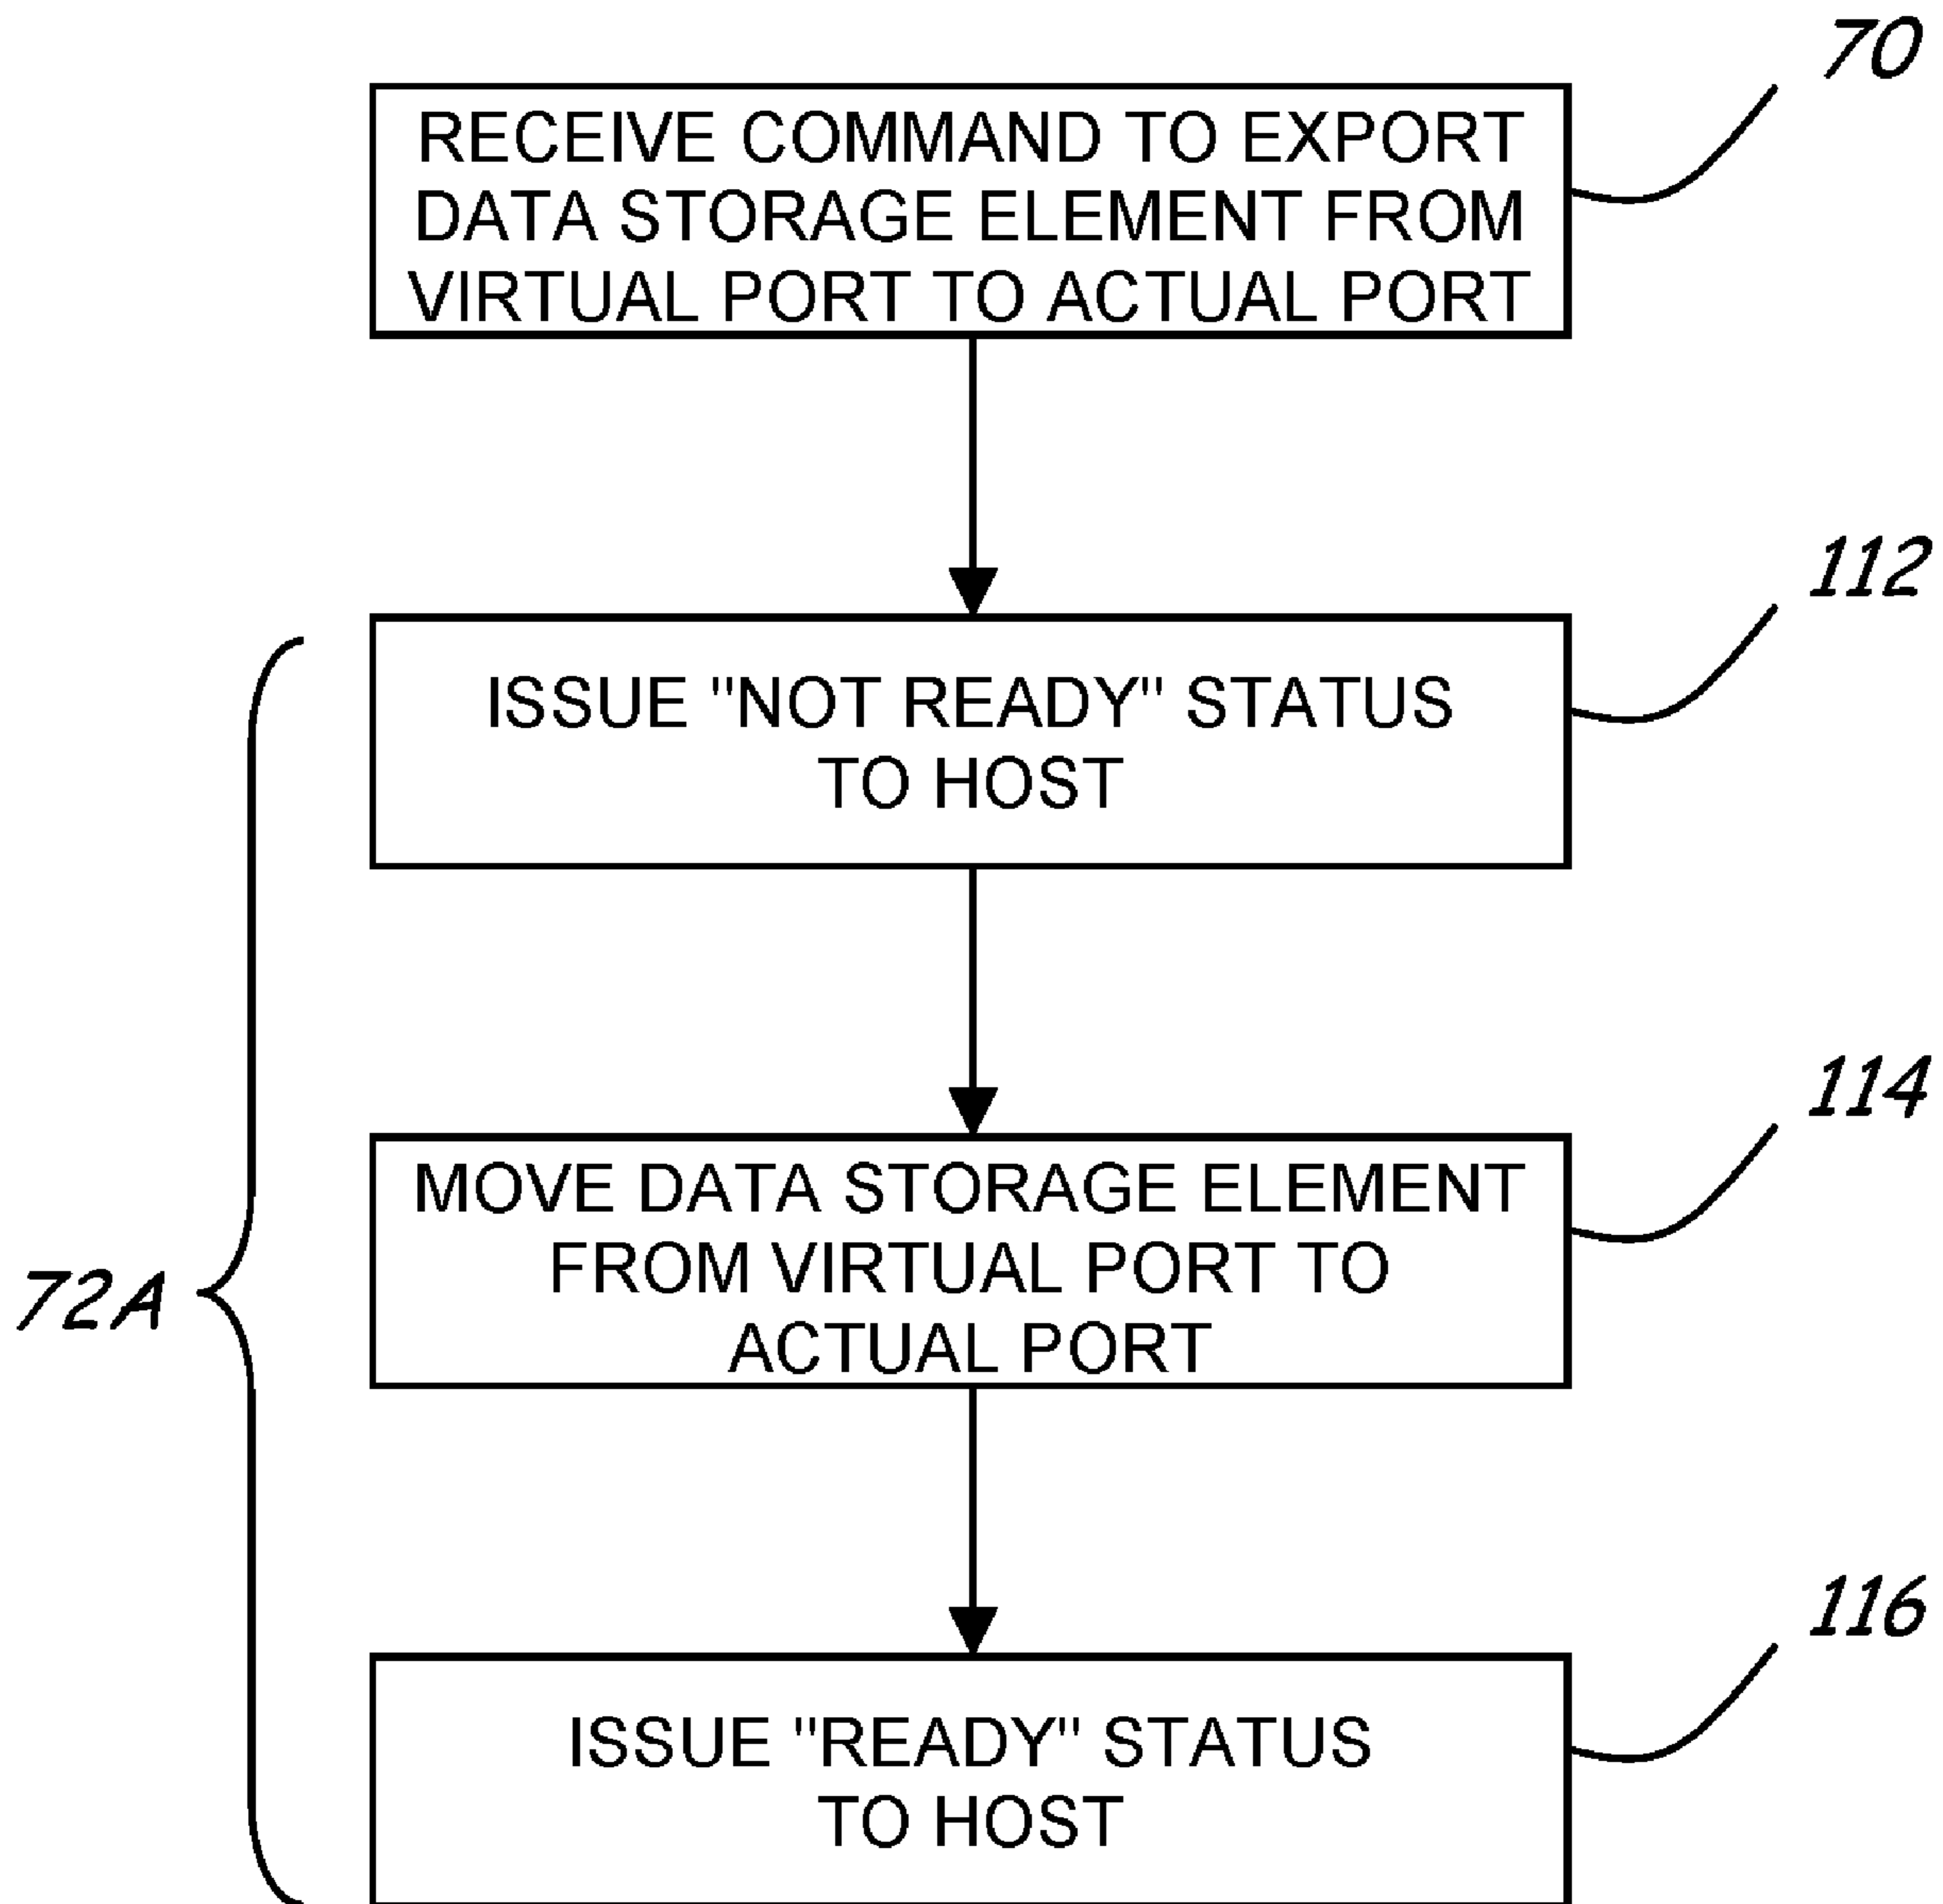 70
RECEIVE COMMAND TO EXPORT
DATA STORAGE ELEMENT FROM
VIRTUAL PORT TO ACTUAL PORT
112
ISSUE "NOT READY" STATUS
TO HOST
114
MOVE DATA STORAGE ELEMENT
FROM VIRTUAL PORT TO
ACTUAL PORT
72A
116
ISSUE "READY" STATUS
TO HOST